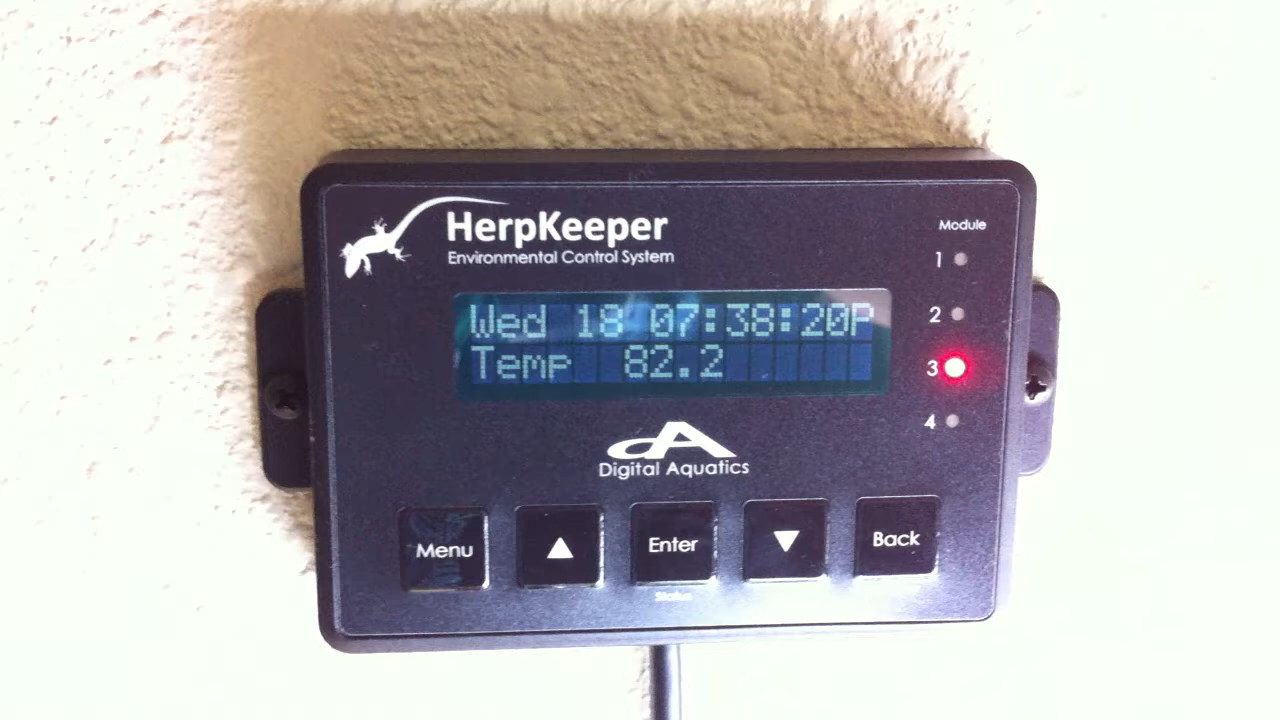 HerpKeeper
Environmental Control System
Module
1
2
3
4
Wed 18 07:38:20P
Temp 82.2
dA
Digital Aquatics
Menu
▲
Enter
▼
Back
Status